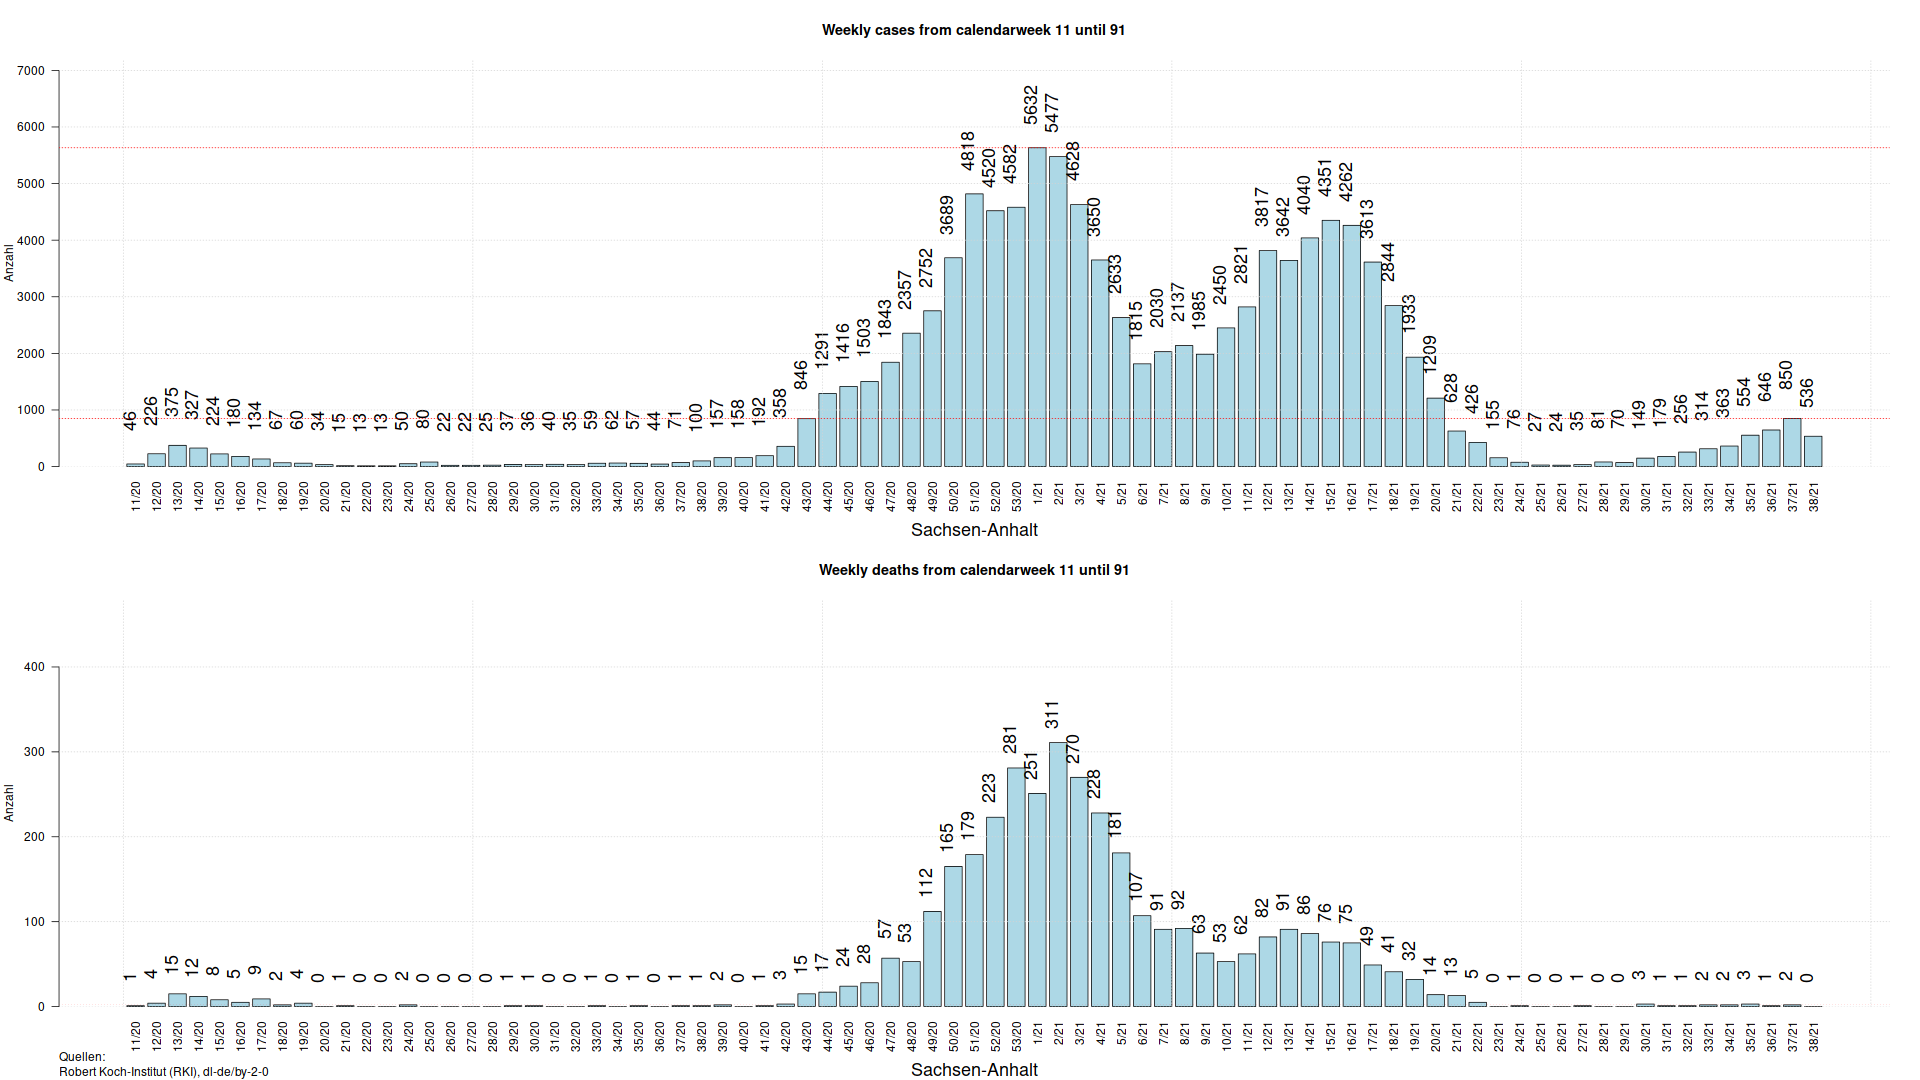 Weekly cases from calendarweek 11 until 91
7000
6000
5000
4000
3000
2000
1000
0
Anzahl
46 226 375 327 224 180 134 67 60 34 15 13 13 50 80 22 22 25 37 36 40 35 59 62 57 44 71 100 157 158 192 358 846 1291 1416 1503 1843 2357 2752 3689 4818 4520 4582 5632 5477 4628 3650 2633 1815 2030 2137 1985 2450 2821 3817 3642 4040 4351 4262 3613 2844 1933 1209 628 426 155 76 27 24 35 81 70 149 179 256 314 363 554 646 850 536
11/20 12/20 13/20 14/20 15/20 16/20 17/20 18/20 19/20 20/20 21/20 22/20 23/20 24/20 25/20 26/20 27/20 28/20 29/20 30/20 31/20 32/20 33/20 34/20 35/20 36/20 37/20 38/20 39/20 40/20 41/20 42/20 43/20 44/20 45/20 46/20 47/20 48/20 49/20 50/20 51/20 52/20 53/20 1/21 2/21 3/21 4/21 5/21 6/21 7/21 8/21 9/21 10/21 11/21 12/21 13/21 14/21 15/21 16/21 17/21 18/21 19/21 20/21 21/21 22/21 23/21 24/21 25/21 26/21 27/21 28/21 29/21 30/21 31/21 32/21 33/21 34/21 35/21 36/21 37/21 38/21
Sachsen-Anhalt
Weekly deaths from calendarweek 11 until 91
400
300
200
100
0
Anzahl
1 4 15 12 8 5 9 2 4 0 1 0 0 2 0 0 0 0 1 1 0 0 1 0 1 0 1 1 2 0 1 3 15 17 24 28 57 53 112 165 179 223 281 251 311 270 228 181 107 91 92 63 53 62 82 91 86 76 75 49 41 32 14 13 5 0 1 0 0 1 0 0 3 1 1 2 2 3 1 2 0
11/20 12/20 13/20 14/20 15/20 16/20 17/20 18/20 19/20 20/20 21/20 22/20 23/20 24/20 25/20 26/20 27/20 28/20 29/20 30/20 31/20 32/20 33/20 34/20 35/20 36/20 37/20 38/20 39/20 40/20 41/20 42/20 43/20 44/20 45/20 46/20 47/20 48/20 49/20 50/20 51/20 52/20 53/20 1/21 2/21 3/21 4/21 5/21 6/21 7/21 8/21 9/21 10/21 11/21 12/21 13/21 14/21 15/21 16/21 17/21 18/21 19/21 20/21 21/21 22/21 23/21 24/21 25/21 26/21 27/21 28/21 29/21 30/21 31/21 32/21 33/21 34/21 35/21 36/21 37/21 38/21
Sachsen-Anhalt
Quellen:
Robert Koch-Institut (RKI), dl-de/by-2-0